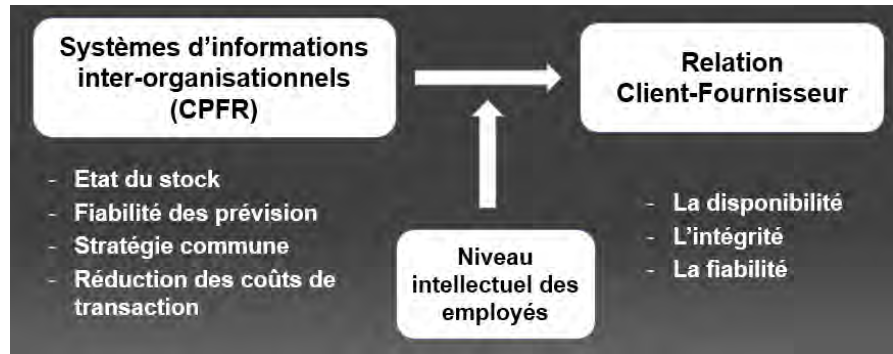 Systèmes d'informations
inter-organisationnels
(CPFR)
Relation
Client-Fournisseur
- Etat du stock
- Fiabilité des prévision
- Stratégie commune
- Réduction des coûts de
transaction
Niveau
intellectuel des
employés
- La disponibilité
- L'intégrité
- La fiabilité